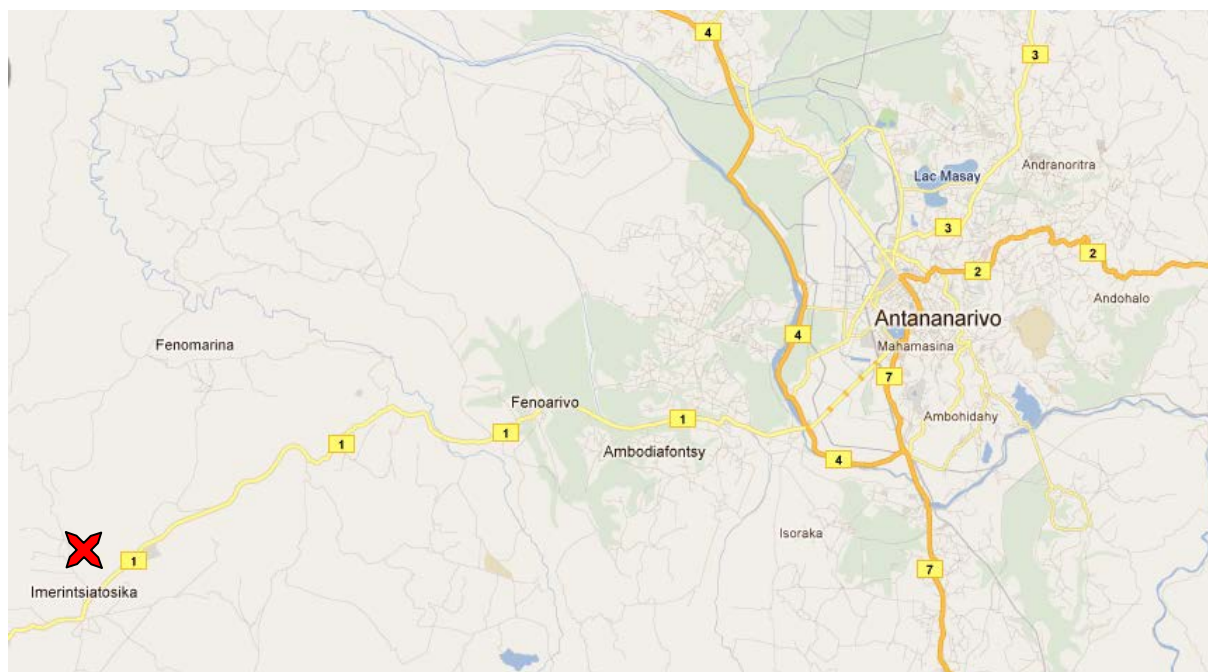 4
3
Andranoritra
Lac Masay
3
2
2
Andohalo
Antananarivo
4
Mahamasina
Fenomarina
7
Fenoarivo
Ambohidahy
1
1
1
Ambodiafontsy
4
Isoraka
1
7
Imerintsiatosika